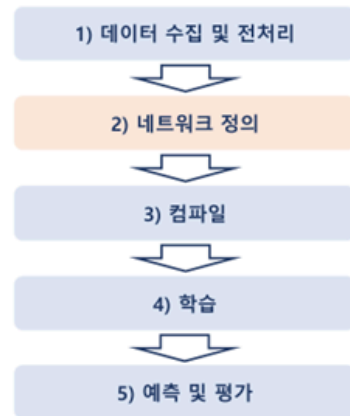 1) 데이터 수집 및 전처리
2) 네트워크 정의
3) 컴파일
4) 학습
5) 예측 및 평가